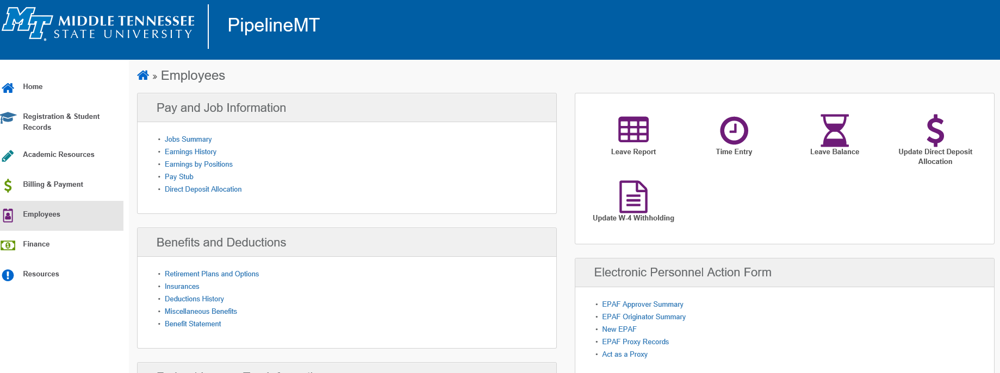 MT
MIDDLE TENNESSEE
STATE UNIVERSITY
PipelineMT
Home
Registration & Student
Records
Academic Resources
Billing & Payment
Employees
Finance
Resources
» Employees
Pay and Job Information
• Jobs Summary
• Earnings History
• Earnings by Positions
• Pay Stub
• Direct Deposit Allocation
Benefits and Deductions
• Retirement Plans and Options
• Insurances
• Deductions History
• Miscellaneous Benefits
• Benefit Statement
Leave Report
Time Entry
Leave Balance
Update Direct Deposit
Allocation
Update W-4 Withholding
Electronic Personnel Action Form
• EPAF Approver Summary
• EPAF Originator Summary
• New EPAF
• EPAF Proxy Records
• Act as a Proxy